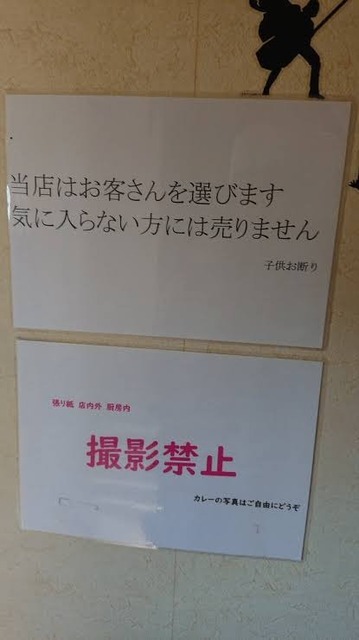 当店はお客さんを選びます
気に入らない方には売りません
子供お断り
張り紙 店内外 厨房内
撮影禁止
カレーの写真はご自由にどうぞ